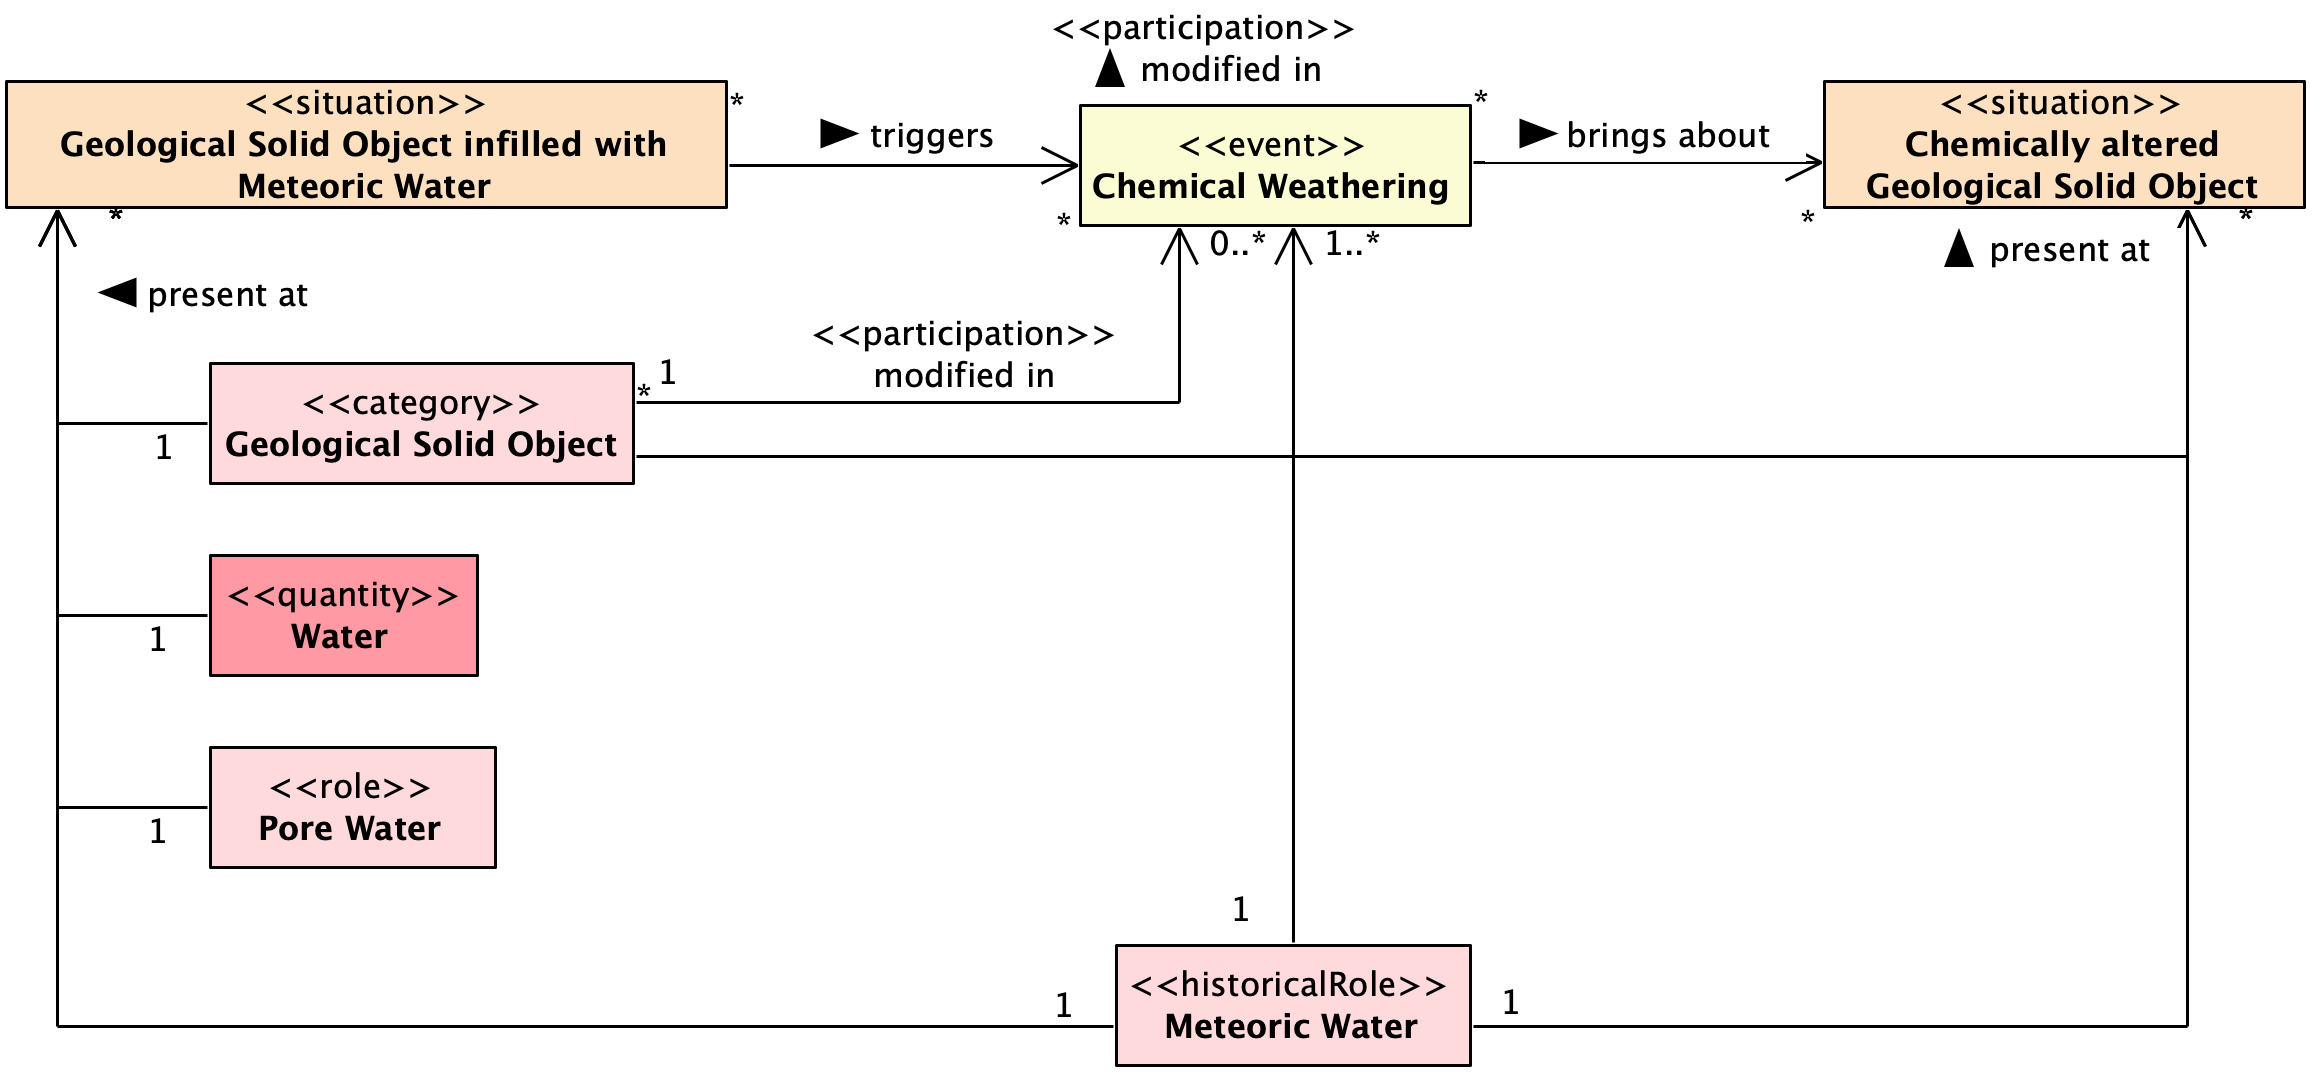 <<participation>>
modified in
<<situation>>
Geological Solid Object infilled with
Meteoric Water
*
triggers
*
<<event>>
Chemical Weathering
*
brings about
*
<<situation>>
Chemically altered
Geological Solid Object
*
*
present at
0..*
1..*
present at
<<participation>>
modified in
<<category>>
Geological Solid Object
1
*
1
<<quantity>>
Water
1
<<role>>
Pore Water
1
1
<<historicalRole>>
Meteoric Water
1
1